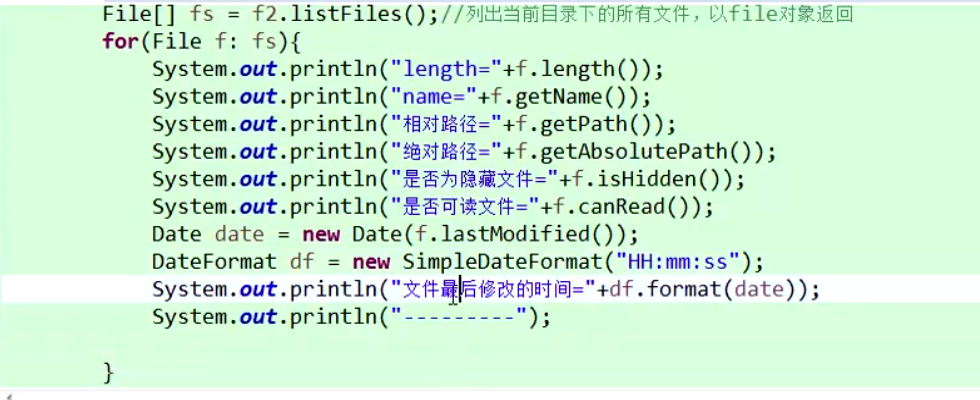 File[] fs = f2.listFiles();//列出当前目录下的所有文件，以file对象返回
for(File f: fs){
System.out.println("length="+f.length());
System.out.println("name="+f.getName());
System.out.println("相对路径="+f.getPath());
System.out.println("绝对路径="+f.getAbsolutePath());
System.out.println("是否为隐藏文件="+f.isHidden());
System.out.println("是否可读文件="+f.canRead());
Date date = new Date(f.lastModified());
DateFormat df = new SimpleDateFormat("HH:mm:ss");
System.out.println("文件最后修改的时间="+df.format(date));
System.out.println("---------");
}